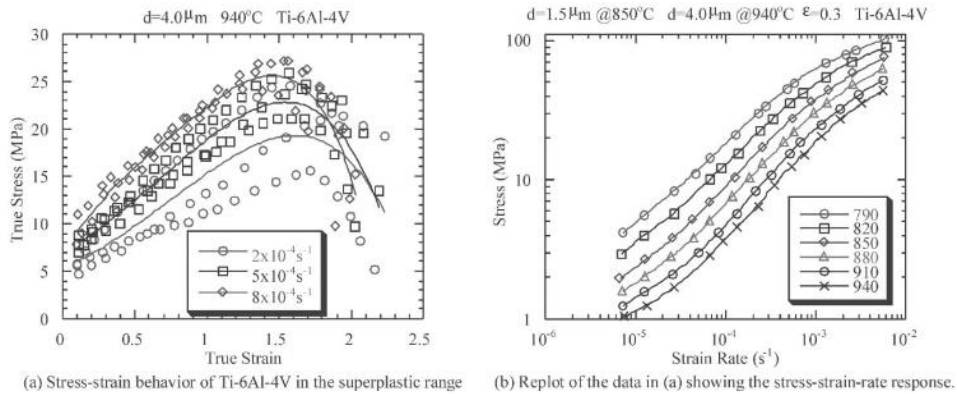 d=4.0μm 940°C Ti-6Al-4V
True Stress (MPa)
30
25
20
15
10
5
0
2x10⁻⁴s⁻¹
5x10⁻⁴s⁻¹
8x10⁻⁴s⁻¹
0 0.5 1 1.5 2 2.5
True Strain
(a) Stress-strain behavior of Ti-6Al-4V in the superplastic range
d=1.5μm @850°C d=4.0μm @940°C ε=0.3 Ti-6Al-4V
Stress (MPa)
100
10
1
790
820
850
880
910
940
10⁻⁶ 10⁻⁵ 10⁻⁴ 10⁻³ 10⁻²
Strain Rate (s⁻¹)
(b) Replot of the data in (a) showing the stress-strain-rate response.